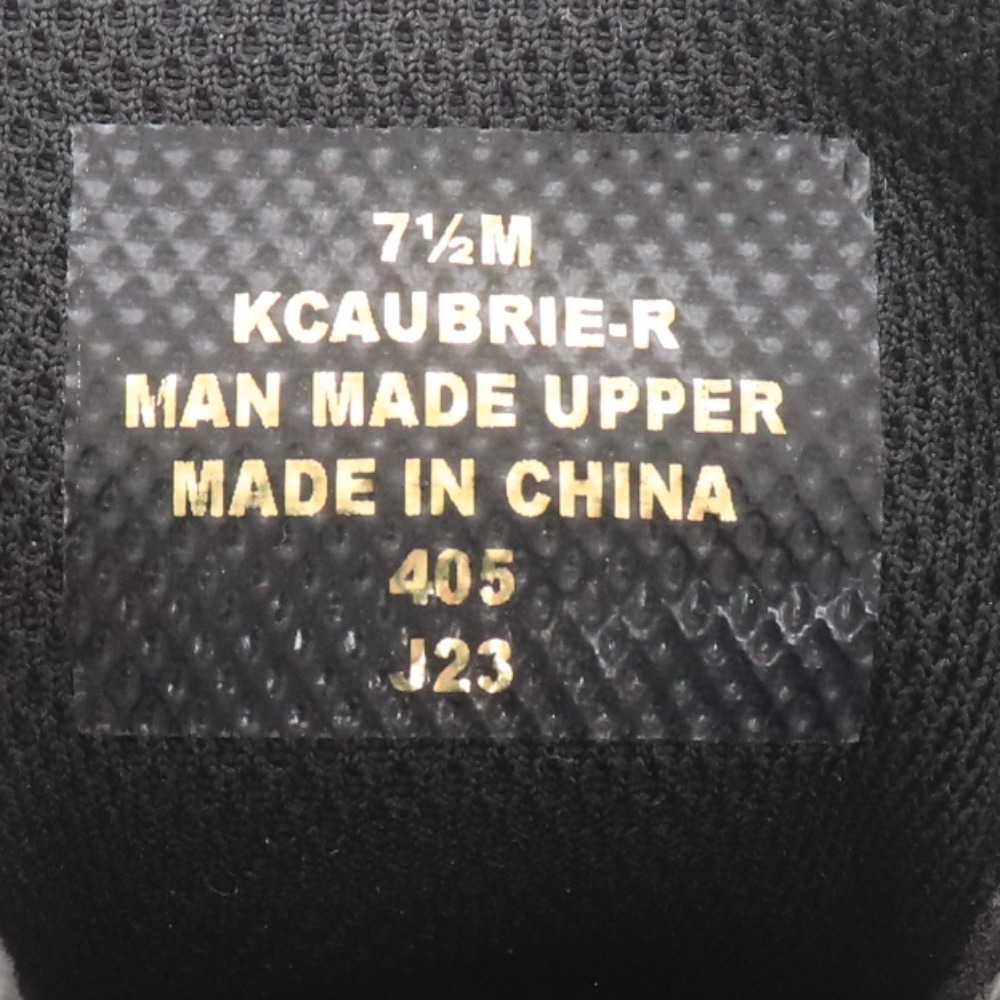 7½M
KCAUBRIE-R
MAN MADE UPPER
MADE IN CHINA
405
J23